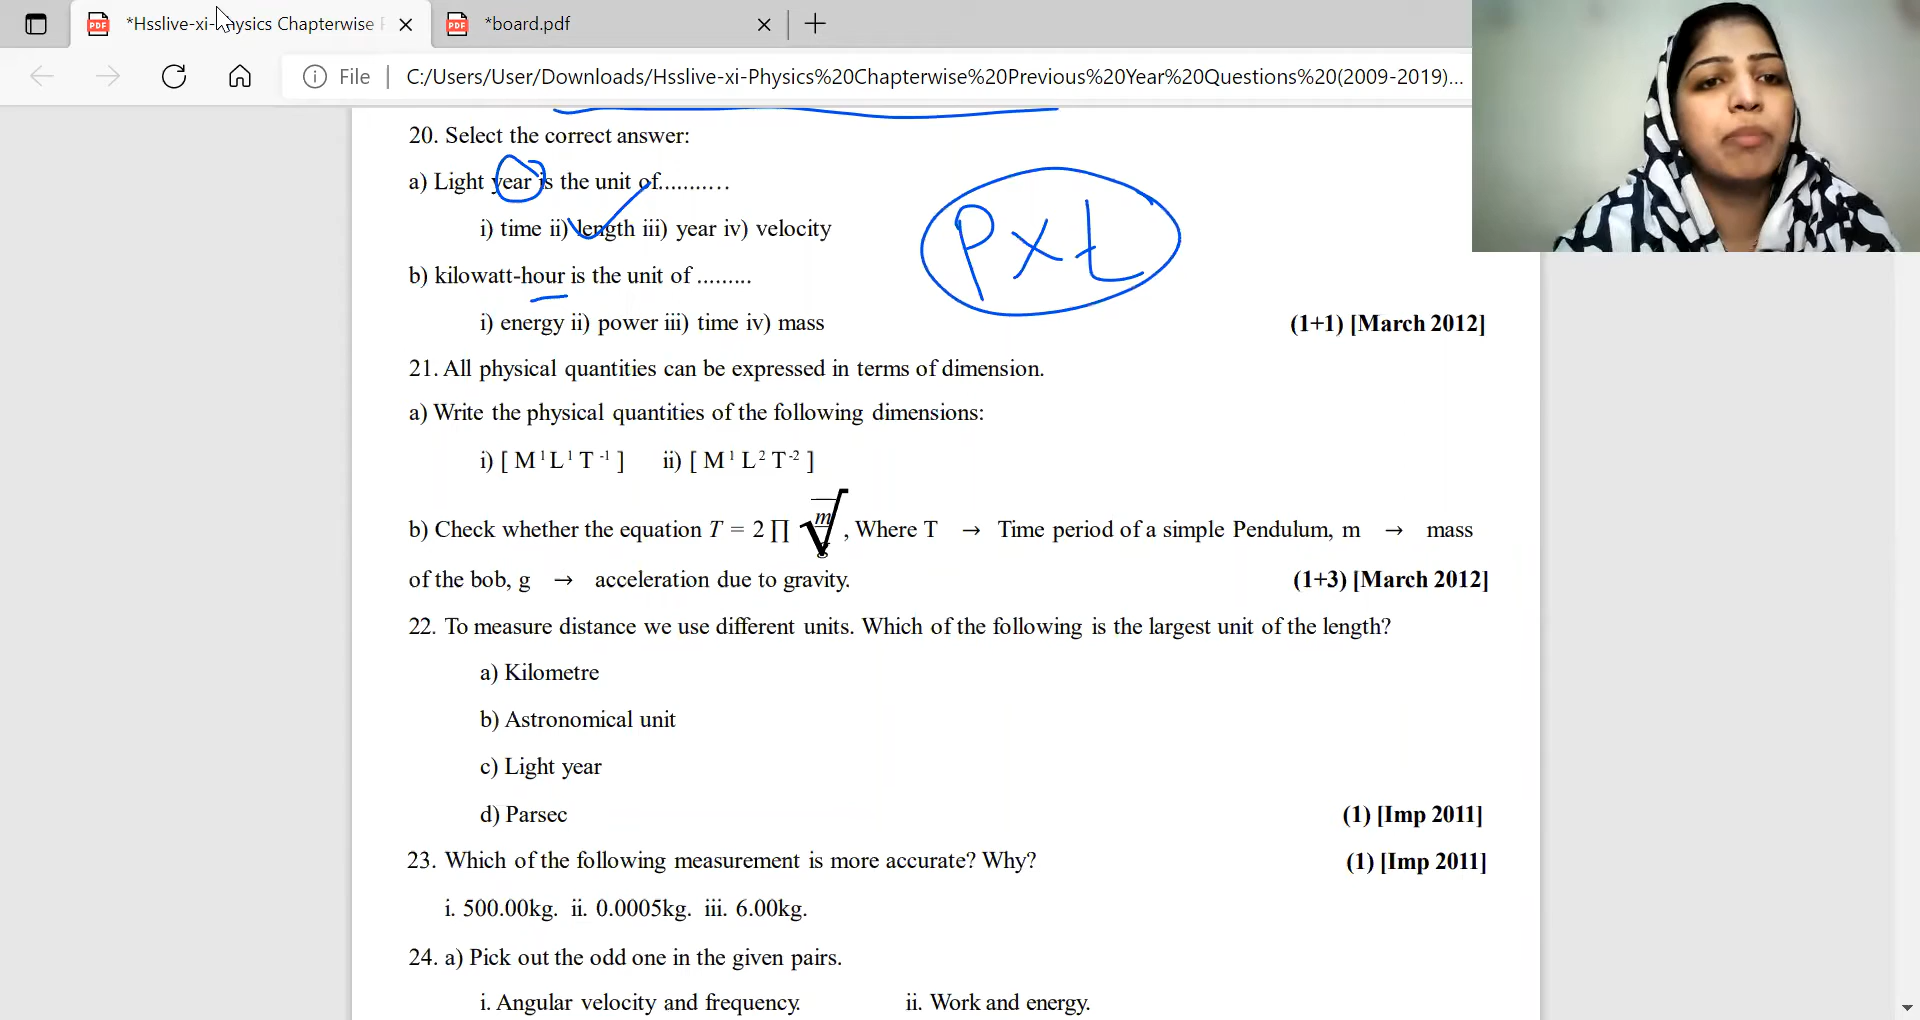 *Hsslive-xi-Physics Chapterwise
*board.pdf
File
C:/Users/User/Downloads/Hsslive-xi-Physics%20Chapterwise%20Previous%20Year%20Questions%20(2009-2019)...
20. Select the correct answer:
a) Light year is the unit of...........
i) time ii) length iii) year iv) velocity
P x t
b) kilowatt-hour is the unit of .........
i) energy ii) power iii) time iv) mass (1+1) [March 2012]
21. All physical quantities can be expressed in terms of dimension.
a) Write the physical quantities of the following dimensions:
i) [ M¹L¹T⁻¹ ] ii) [ M¹ L² T⁻² ]
b) Check whether the equation T = 2 ∏ √m/g , Where T → Time period of a simple Pendulum, m → mass
of the bob, g → acceleration due to gravity. (1+3) [March 2012]
22. To measure distance we use different units. Which of the following is the largest unit of the length?
a) Kilometre
b) Astronomical unit
c) Light year
d) Parsec (1) [Imp 2011]
23. Which of the following measurement is more accurate? Why? (1) [Imp 2011]
i. 500.00kg. ii. 0.0005kg. iii. 6.00kg.
24. a) Pick out the odd one in the given pairs.
i. Angular velocity and frequency. ii. Work and energy.